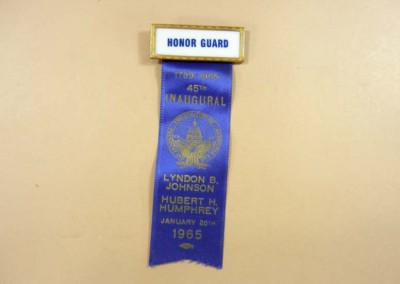 HONOR GUARD
1789 1965
45TH
INAUGURAL
LYNDON B.
JOHNSON
HUBERT H.
HUMPHREY
JANUARY 20TH
1965